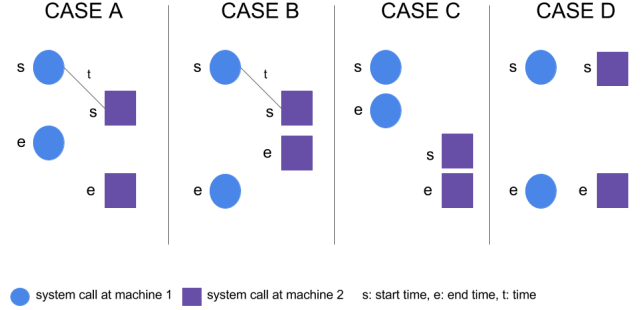 CASE A
CASE B
CASE C
CASE D
s
t
s
e
e
s
t
s
e
e
s
e
s
e
s
s
e
e
system call at machine 1
system call at machine 2
s: start time, e: end time, t: time